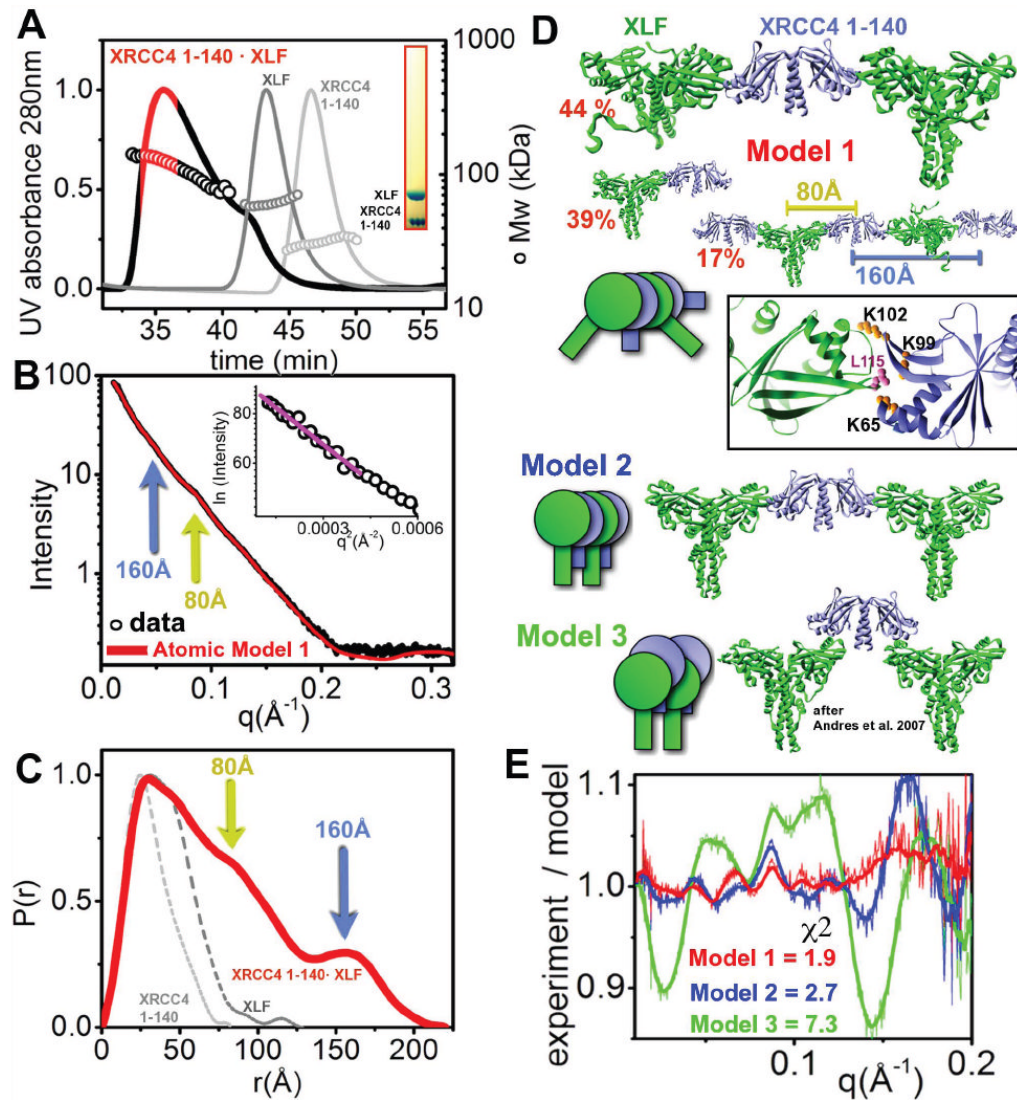 A
XRCC4 1-140 · XLF
XLF
XRCC4
1-140
XLF
XRCC4
1-140
UV absorbance 280nm
1.0
0.5
0.0
1000
100
10
o Mw (kDa)
35 40 45 50 55
time (min)
B
100
10
1
Intensity
160Å
80Å
o data
Atomic Model 1
0.0 0.1 0.2 0.3
q(Å-1)
ln (Intensity)
80
60
0.0003 0.0006
q2(Å-2)
C
80Å
160Å
P(r)
1.0
0.5
0.0
XRCC4
1-140
XLF
XRCC4 1-140· XLF
0 50 100 150 200
r(Å)
D
XLF
XRCC4 1-140
44 %
Model 1
39%
80Å
17%
160Å
K102
K99
L115
K65
Model 2
Model 3
after
Andres et al. 2007
E
experiment / model
1.1
1.0
0.9
χ2
Model 1 = 1.9
Model 2 = 2.7
Model 3 = 7.3
0.1 0.2
q(Å-1)